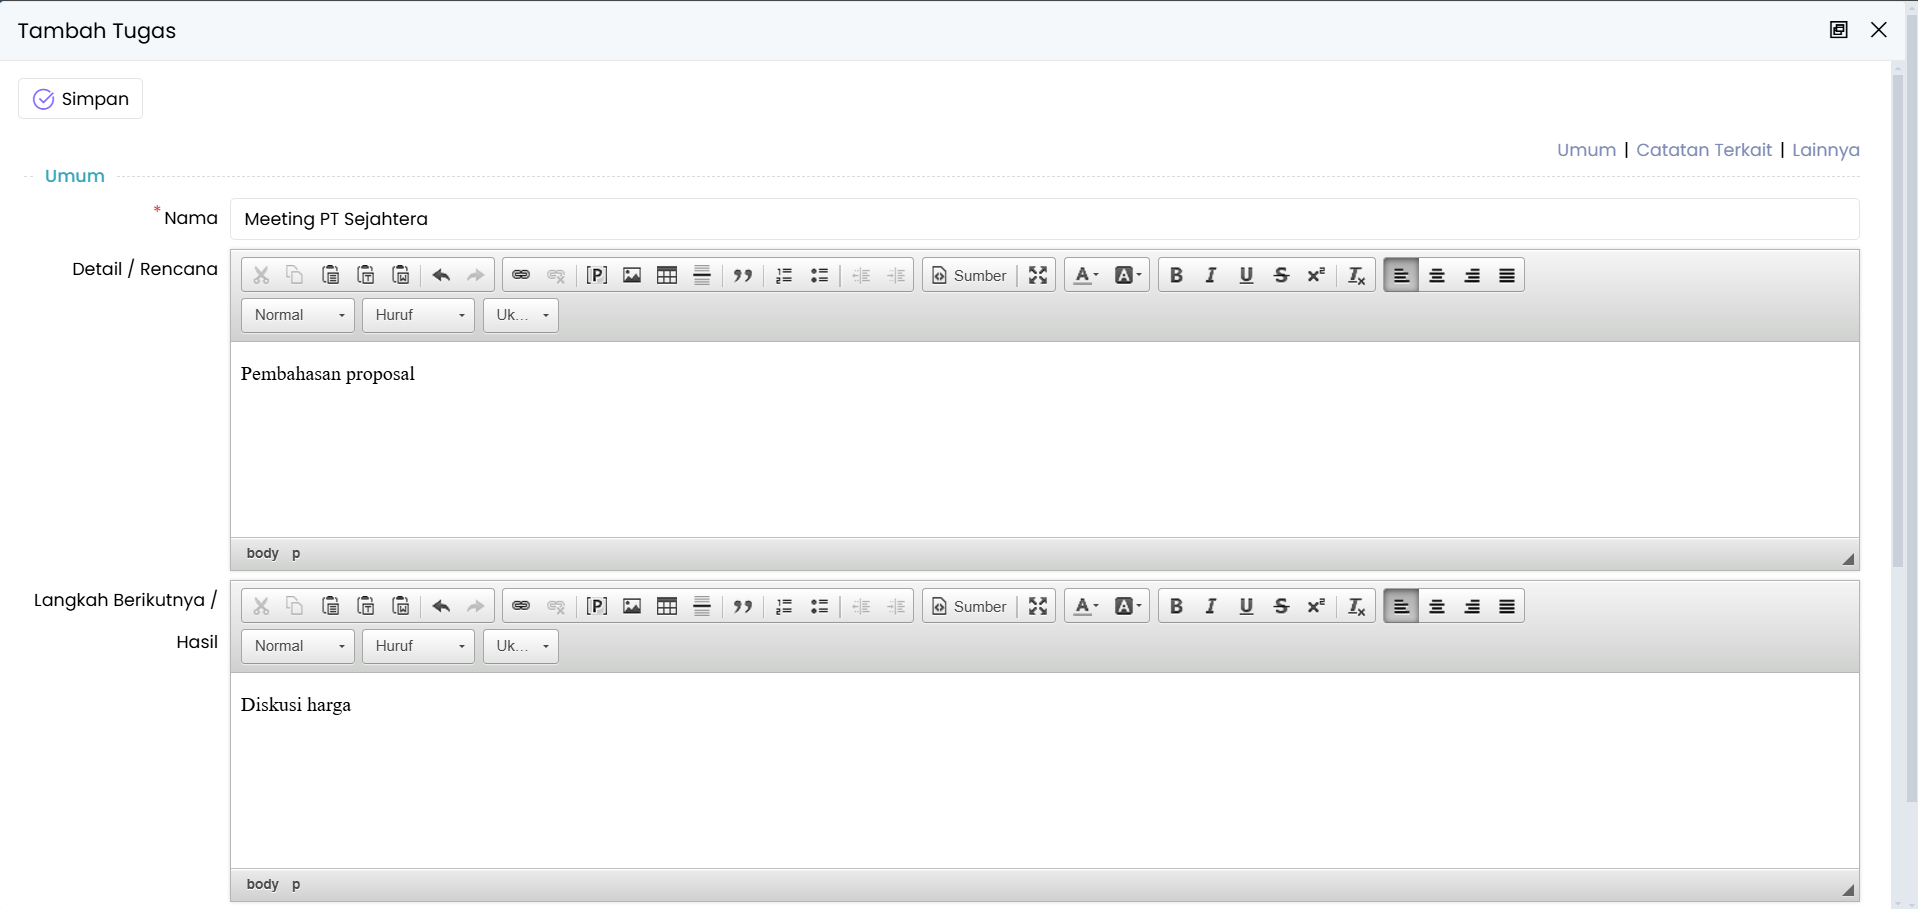 Tambah Tugas
Simpan
Umum | Catatan Terkait | Lainnya
Umum
* Nama
Meeting PT Sejahtera
Detail / Rencana
Sumber
Normal
Huruf
Uk...
Pembahasan proposal
body p
Langkah Berikutnya /
Hasil
Sumber
Normal
Huruf
Uk...
Diskusi harga
body p